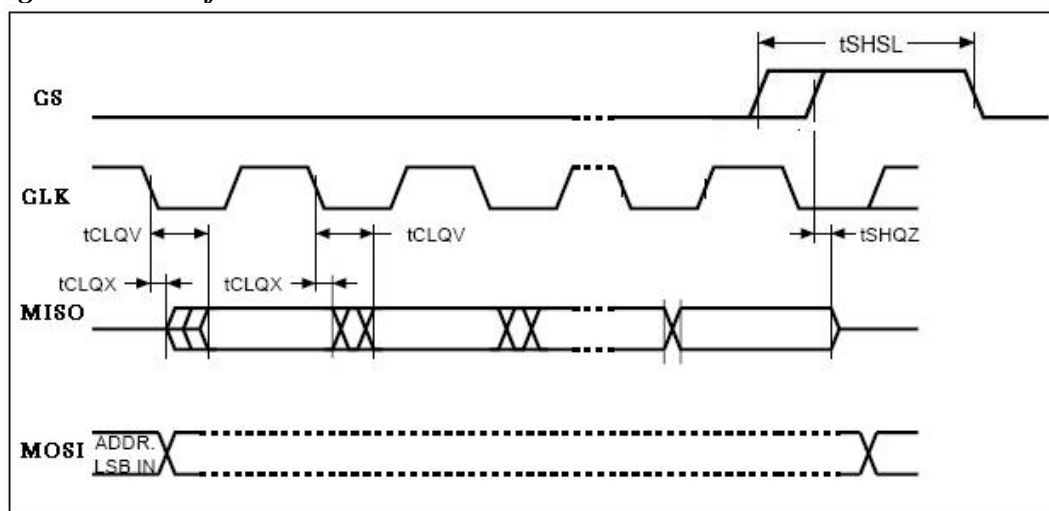 tSHSL
GS
GLK
tCLQV
tCLQV
tSHQZ
tCLQX
tCLQX
MISO
MOSI
ADDR.
LSB IN